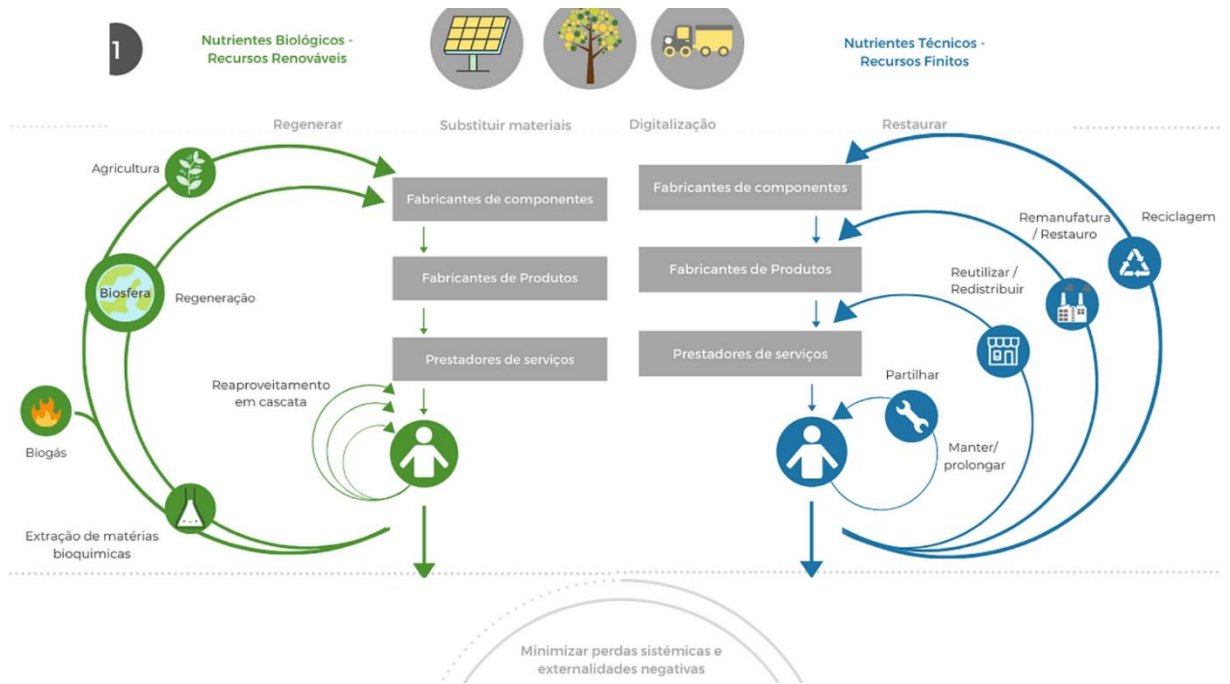 1
Nutrientes Biológicos -
Recursos Renováveis
Nutrientes Técnicos -
Recursos Finitos
Regenerar
Substituir materiais
Digitalização
Restaurar
Agricultura
Biosfera
Regeneração
Biogás
Extração de matérias
bioquimicas
Reaproveitamento
em cascata
Fabricantes de componentes
Fabricantes de Produtos
Prestadores de serviços
Fabricantes de componentes
Fabricantes de Produtos
Prestadores de serviços
Partilhar
Manter/
prolongar
Reutilizar /
Redistribuir
Remanufatura
/ Restauro
Reciclagem
Minimizar perdas sistémicas e
externalidades negativas